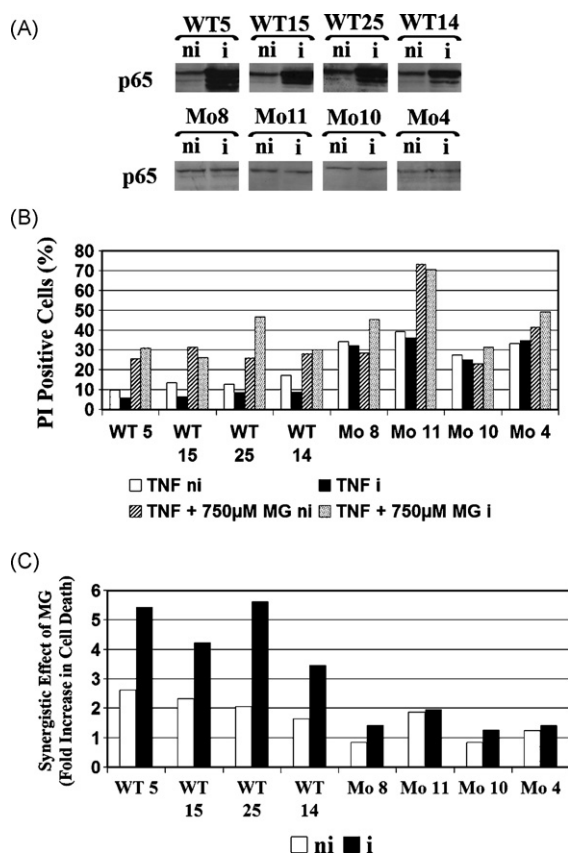 (A)
WT5 WT15 WT25 WT14
ni i ni i ni i ni i
p65
Mo8 Mo11 Mo10 Mo4
ni i ni i ni i ni i
p65
(B)
PI Positive Cells (%)
80
70
60
50
40
30
20
10
0
WT 5 WT 15 WT 25 WT 14 Mo 8 Mo 11 Mo 10 Mo 4
TNF ni TNF i
TNF + 750µM MG ni TNF + 750µM MG i
(C)
Synergistic Effect of MG
(Fold Increase in Cell Death)
6
5
4
3
2
1
0
WT 5 WT 15 WT 25 WT 14 Mo 8 Mo 11 Mo 10 Mo 4
ni i